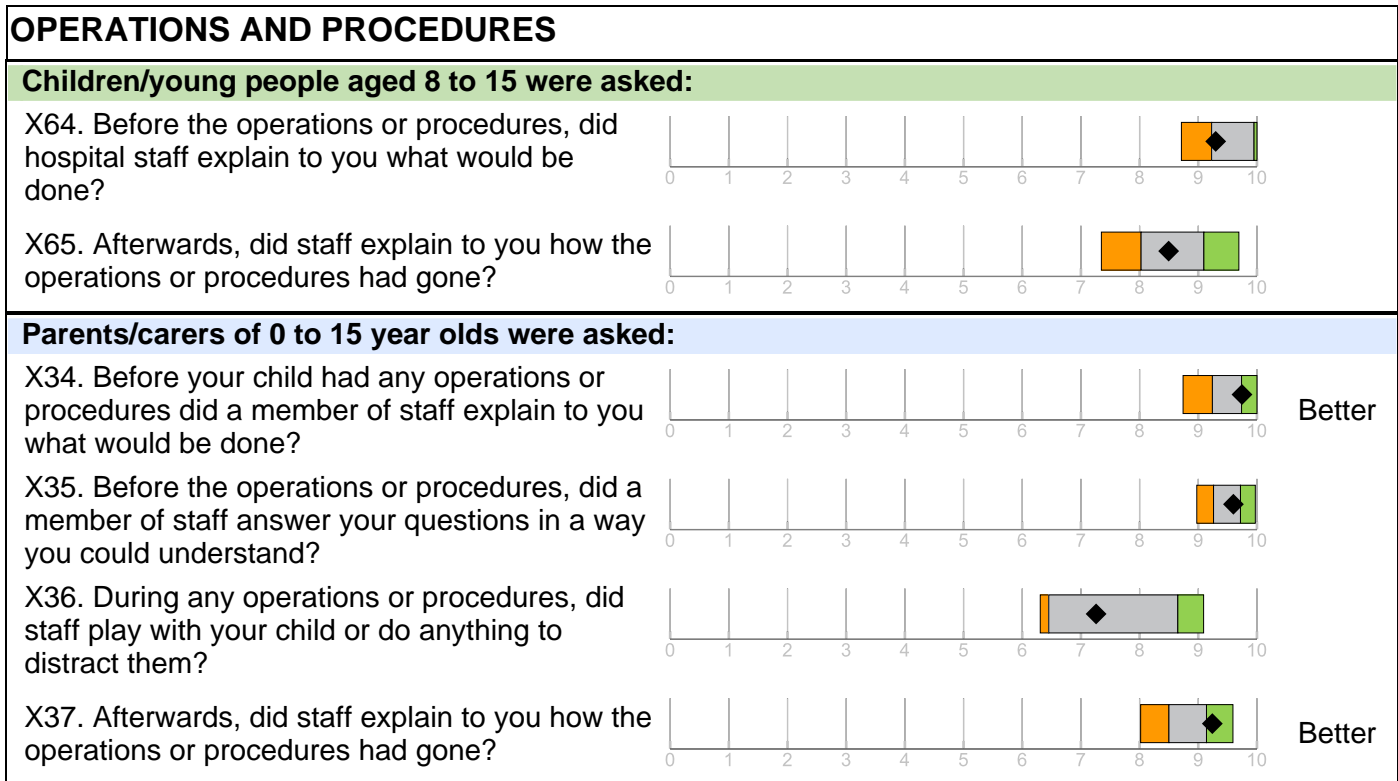 OPERATIONS AND PROCEDURES
Children/young people aged 8 to 15 were asked:
X64. Before the operations or procedures, did
hospital staff explain to you what would be
done?
0 1 2 3 4 5 6 7 8 9 10
X65. Afterwards, did staff explain to you how the
operations or procedures had gone?
0 1 2 3 4 5 6 7 8 9 10
Parents/carers of 0 to 15 year olds were asked:
X34. Before your child had any operations or
procedures did a member of staff explain to you
what would be done?
0 1 2 3 4 5 6 7 8 9 10
Better
X35. Before the operations or procedures, did a
member of staff answer your questions in a way
you could understand?
0 1 2 3 4 5 6 7 8 9 10
X36. During any operations or procedures, did
staff play with your child or do anything to
distract them?
0 1 2 3 4 5 6 7 8 9 10
X37. Afterwards, did staff explain to you how the
operations or procedures had gone?
0 1 2 3 4 5 6 7 8 9 10
Better